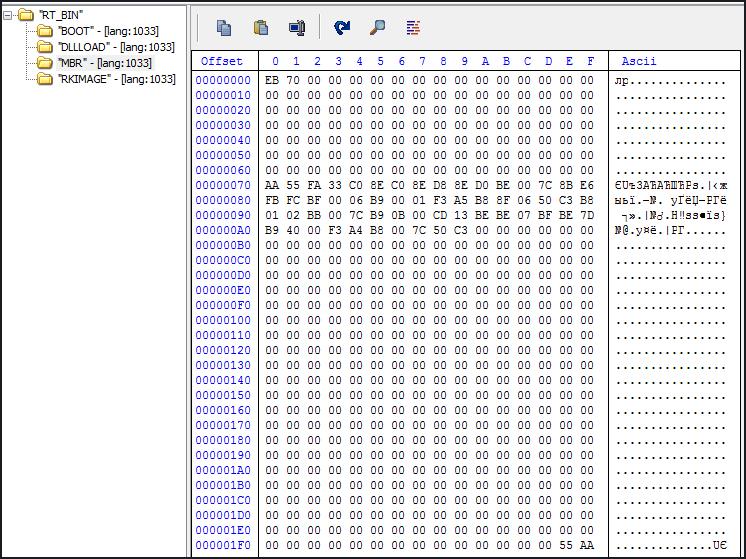 "RT_BIN"
"BOOT" - [lang:1033]
"DLLLOAD" - [lang:1033]
"MBR" - [lang:1033]
"RKIMAGE" - [lang:1033]
Offset 0 1 2 3 4 5 6 7 8 9 A B C D E F Ascii
00000000 EB 70 00 00 00 00 00 00 00 00 00 00 00 00 00 00 лp..............
00000010 00 00 00 00 00 00 00 00 00 00 00 00 00 00 00 00 ................
00000020 00 00 00 00 00 00 00 00 00 00 00 00 00 00 00 00 ................
00000030 00 00 00 00 00 00 00 00 00 00 00 00 00 00 00 00 ................
00000040 00 00 00 00 00 00 00 00 00 00 00 00 00 00 00 00 ................
00000050 00 00 00 00 00 00 00 00 00 00 00 00 00 00 00 00 ................
00000060 00 00 00 00 00 00 00 00 00 00 00 00 00 00 00 00 ................
00000070 AA 55 FA 33 C0 8E C0 8E D8 8E D0 BE 00 7C 8B E6 ЄUъ3АЋАЋШЋРs.|‹ж
00000080 FB FC BF 00 06 B9 00 01 F3 A5 B8 8F 06 50 C3 B8
00000090 01 02 BB 00 7C B9 0B 00 CD 13 BE BE 07 BF BE 7D
000000A0 B9 40 00 F3 A4 B8 00 7C 50 C3 00 00 00 00 00 00 №@.у¤ё.|PГ......
000000B0 00 00 00 00 00 00 00 00 00 00 00 00 00 00 00 00 ................
000000C0 00 00 00 00 00 00 00 00 00 00 00 00 00 00 00 00 ................
000000D0 00 00 00 00 00 00 00 00 00 00 00 00 00 00 00 00 ................
000000E0 00 00 00 00 00 00 00 00 00 00 00 00 00 00 00 00 ................
000000F0 00 00 00 00 00 00 00 00 00 00 00 00 00 00 00 00 ................
00000100 00 00 00 00 00 00 00 00 00 00 00 00 00 00 00 00 ................
00000110 00 00 00 00 00 00 00 00 00 00 00 00 00 00 00 00 ................
00000120 00 00 00 00 00 00 00 00 00 00 00 00 00 00 00 00 ................
00000130 00 00 00 00 00 00 00 00 00 00 00 00 00 00 00 00 ................
00000140 00 00 00 00 00 00 00 00 00 00 00 00 00 00 00 00 ................
00000150 00 00 00 00 00 00 00 00 00 00 00 00 00 00 00 00 ................
00000160 00 00 00 00 00 00 00 00 00 00 00 00 00 00 00 00 ................
00000170 00 00 00 00 00 00 00 00 00 00 00 00 00 00 00 00 ................
00000180 00 00 00 00 00 00 00 00 00 00 00 00 00 00 00 00 ................
00000190 00 00 00 00 00 00 00 00 00 00 00 00 00 00 00 00 ................
000001A0 00 00 00 00 00 00 00 00 00 00 00 00 00 00 00 00 ................
000001B0 00 00 00 00 00 00 00 00 00 00 00 00 00 00 00 00 ................
000001C0 00 00 00 00 00 00 00 00 00 00 00 00 00 00 00 00 ................
000001D0 00 00 00 00 00 00 00 00 00 00 00 00 00 00 00 00 ................
000001E0 00 00 00 00 00 00 00 00 00 00 00 00 00 00 00 00 ................
000001F0 00 00 00 00 00 00 00 00 00 00 00 00 00 00 55 AA ..............UЄ